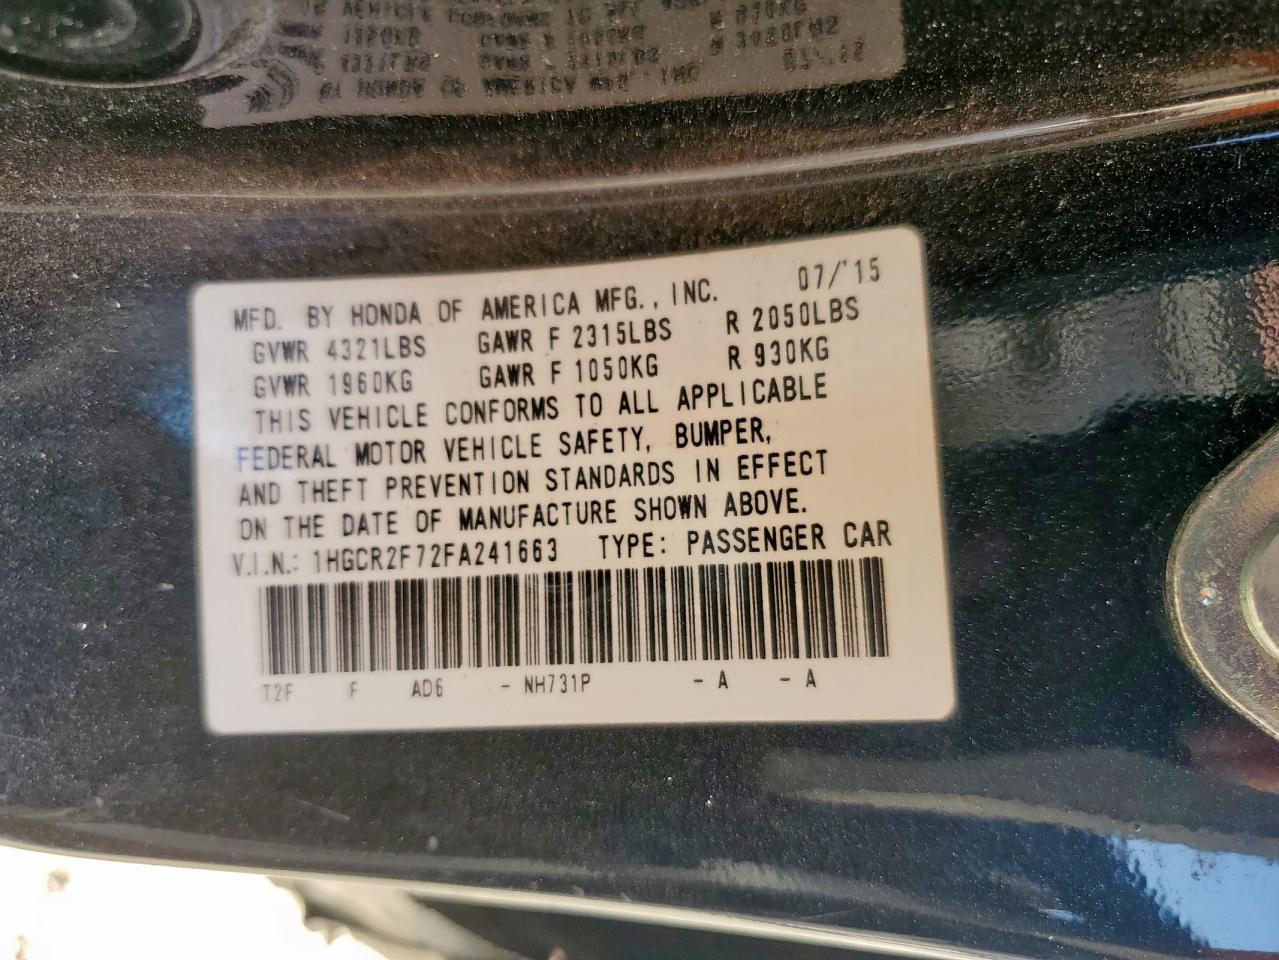 MFD. BY HONDA OF AMERICA MFG., INC. 07/'15
GVWR 4321LBS GAWR F 2315LBS R 2050LBS
GVWR 1960KG GAWR F 1050KG R 930KG
THIS VEHICLE CONFORMS TO ALL APPLICABLE
FEDERAL MOTOR VEHICLE SAFETY, BUMPER,
AND THEFT PREVENTION STANDARDS IN EFFECT
ON THE DATE OF MANUFACTURE SHOWN ABOVE.
V.I.N.: 1HGCR2F72FA241663 TYPE: PASSENGER CAR
T2F F AD6 - NH731P - A - A